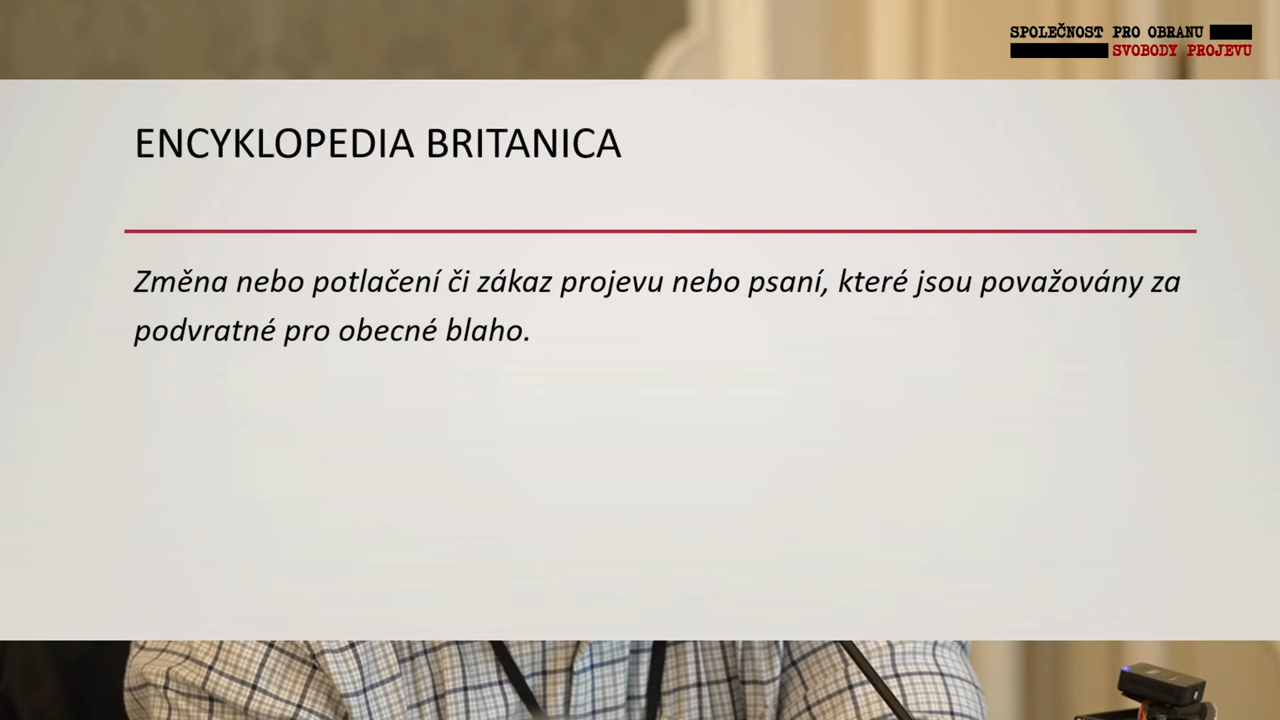 SPOLEČNOST PRO OBRANU
SVOBODY PROJEVU
ENCYKLOPEDIA BRITANICA
Změna nebo potlačení či zákaz projevu nebo psaní, které jsou považovány za
podvratné pro obecné blaho.